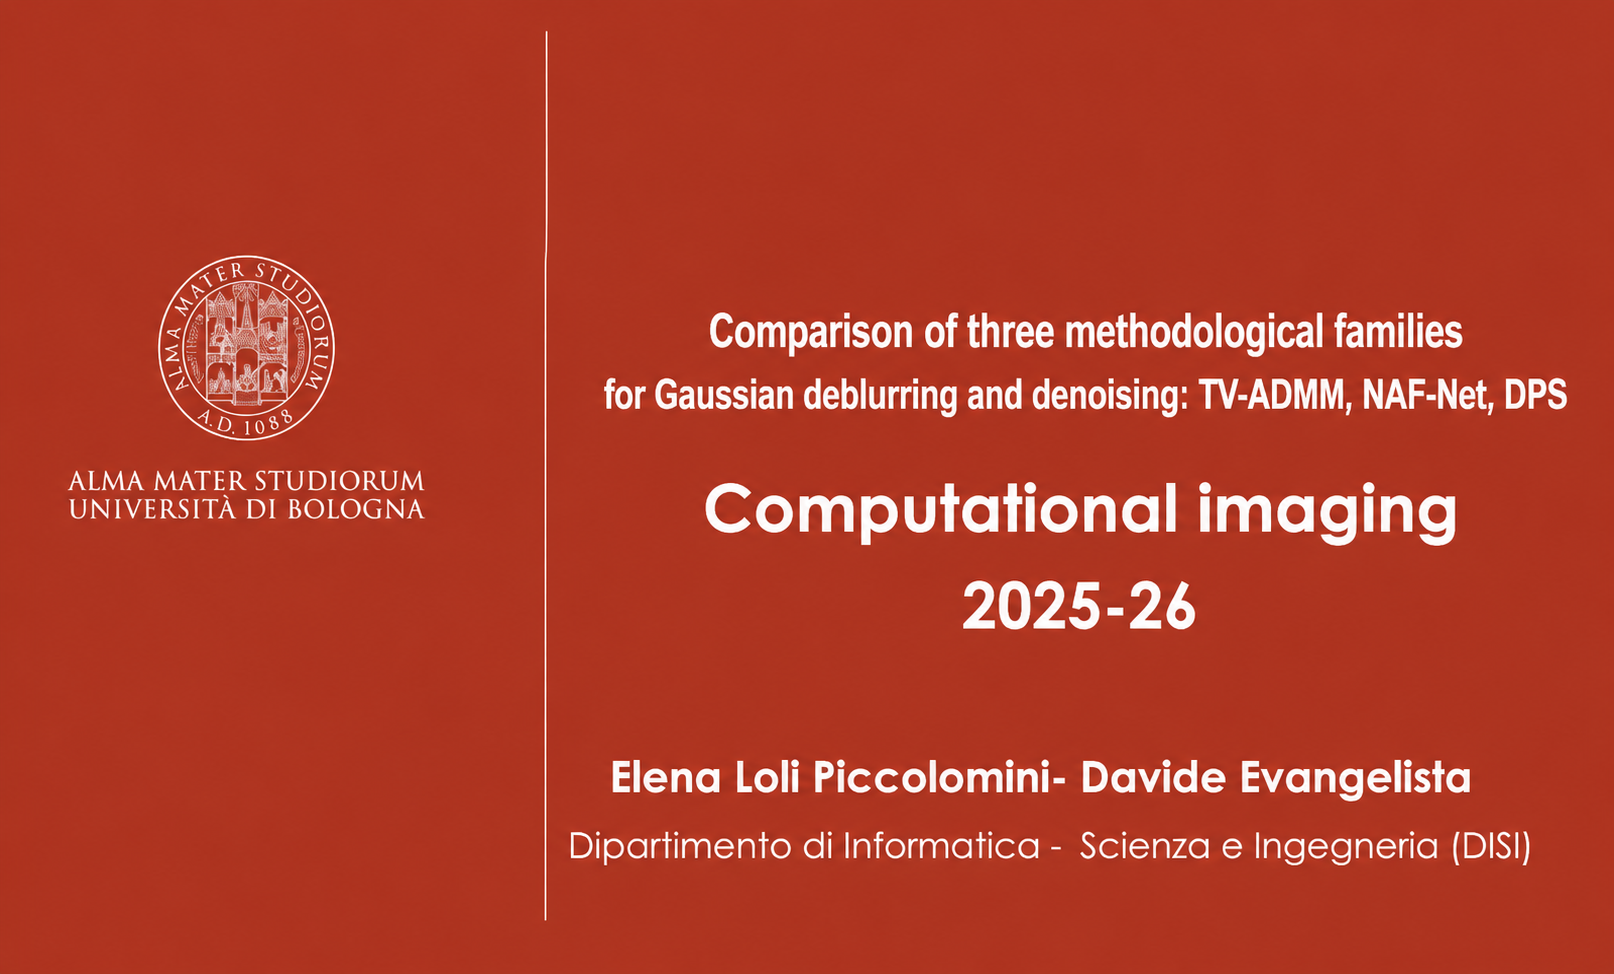 ALMA MATER STUDIORUM
A.D. 1088
ALMA MATER STUDIORUM
UNIVERSITÀ DI BOLOGNA
Comparison of three methodological families
for Gaussian deblurring and denoising: TV-ADMM, NAF-Net, DPS
Computational imaging
2025-26
Elena Loli Piccolomini- Davide Evangelista
Dipartimento di Informatica - Scienza e Ingegneria (DISI)